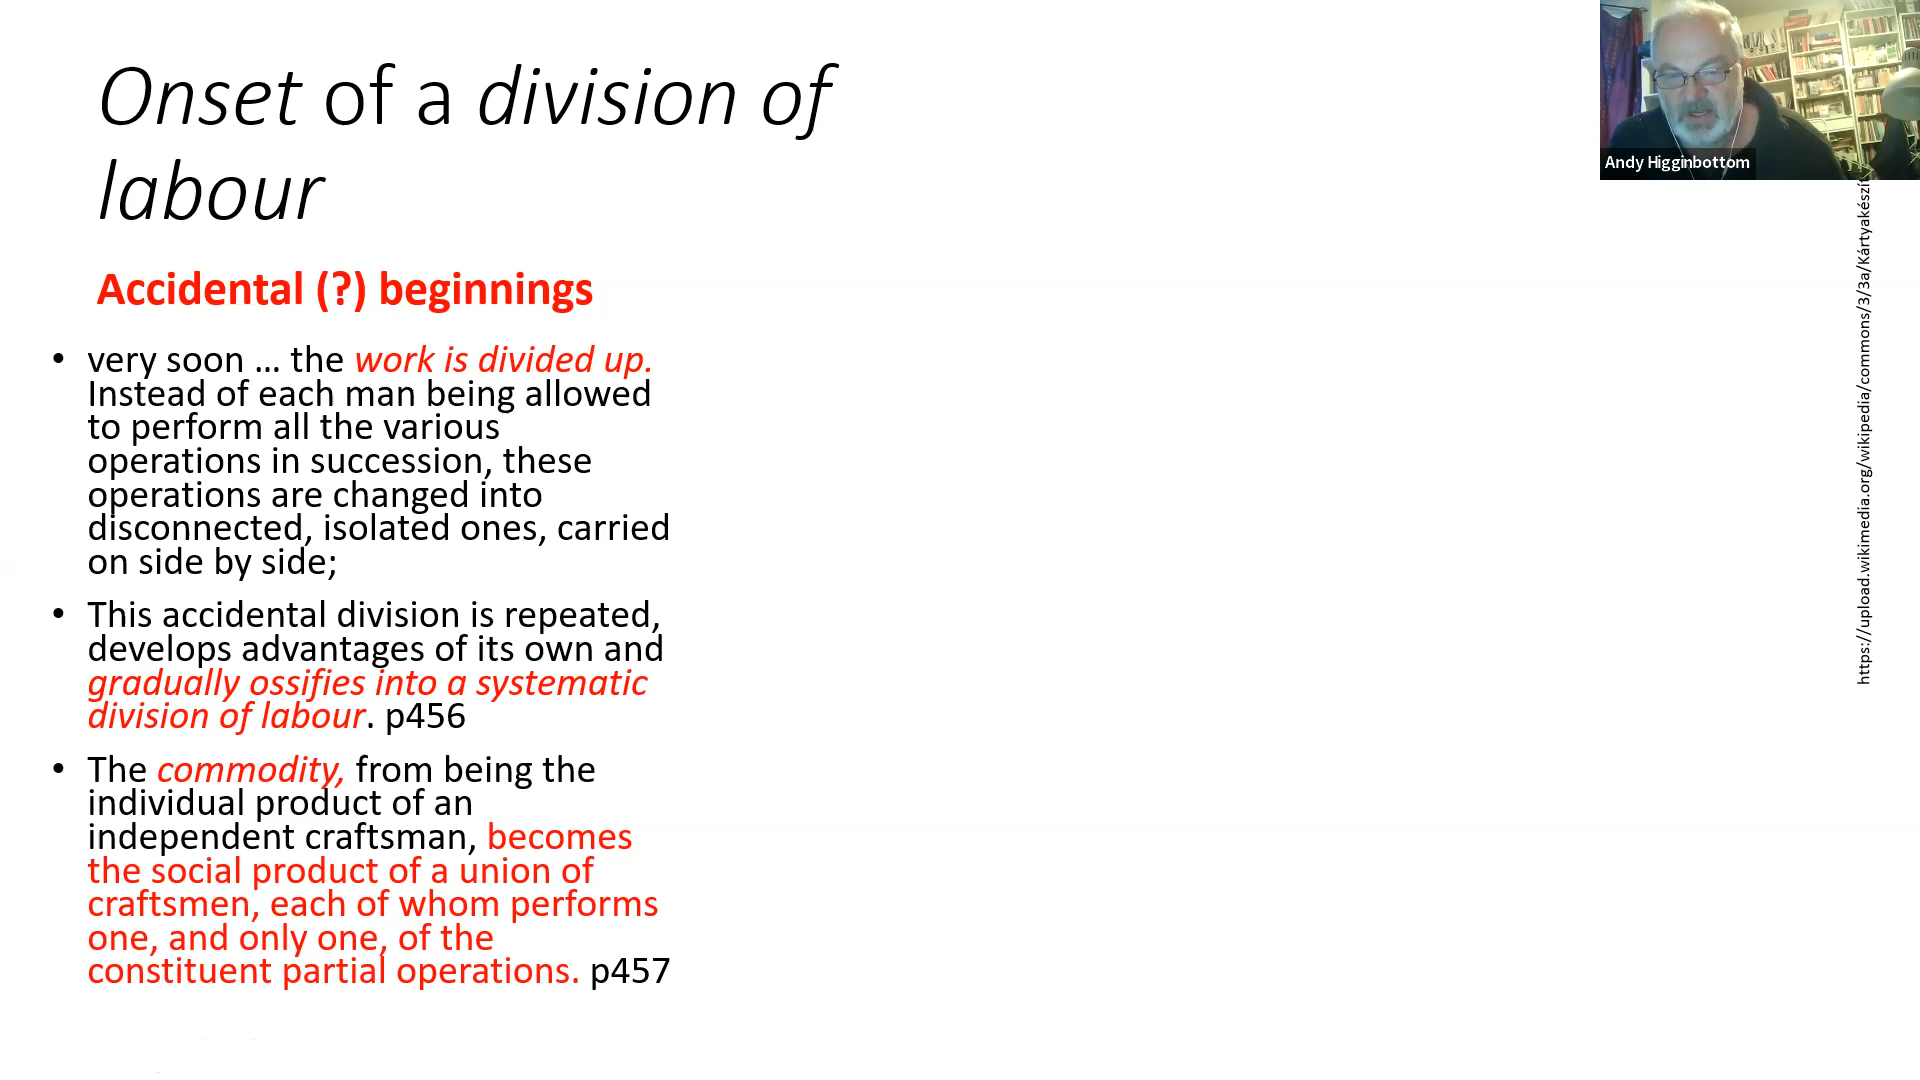 Onset of a division of
labour
Accidental (?) beginnings
• very soon … the work is divided up.
Instead of each man being allowed
to perform all the various
operations in succession, these
operations are changed into
disconnected, isolated ones, carried
on side by side;
• This accidental division is repeated,
develops advantages of its own and
gradually ossifies into a systematic
division of labour. p456
• The commodity, from being the
individual product of an
independent craftsman, becomes
the social product of a union of
craftsmen, each of whom performs
one, and only one, of the
constituent partial operations. p457
Andy Higginbottom
https://upload.wikimedia.org/wikipedia/commons/3/3a/Kártyakészít